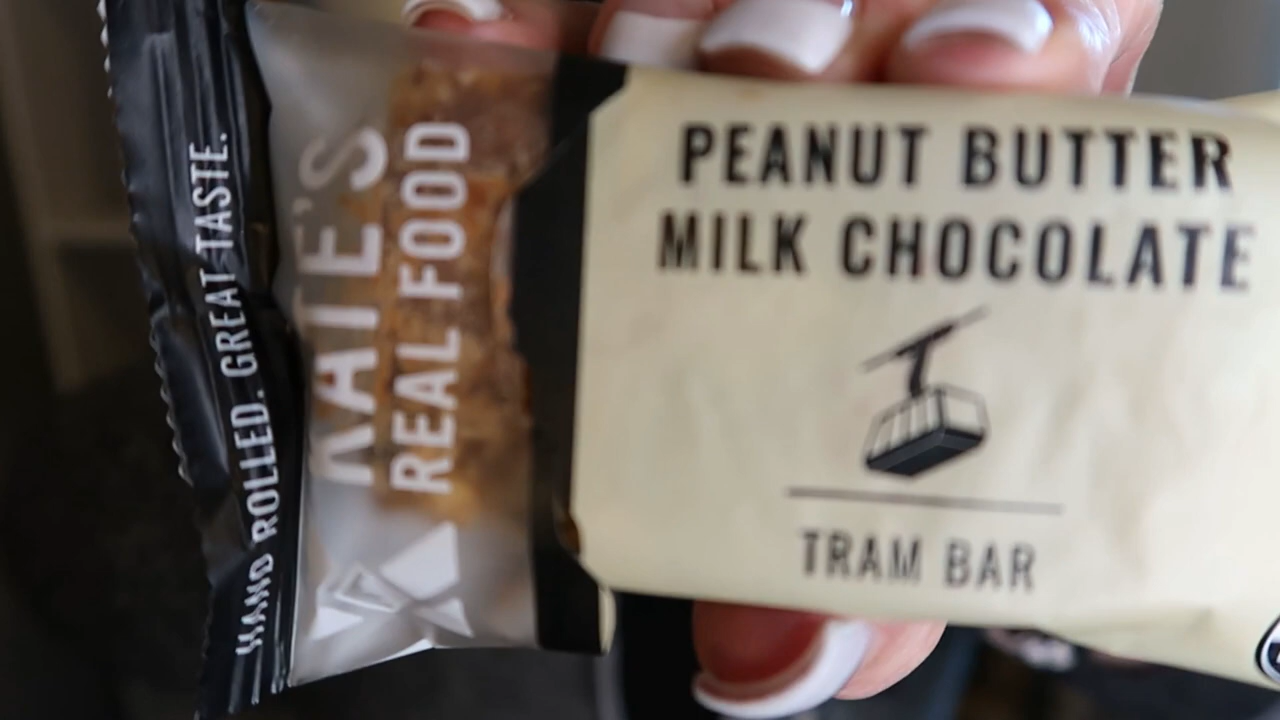 HAND ROLLED. GREAT TASTE.
KATE'S
REAL FOOD
PEANUT BUTTER
MILK CHOCOLATE
TRAM BAR